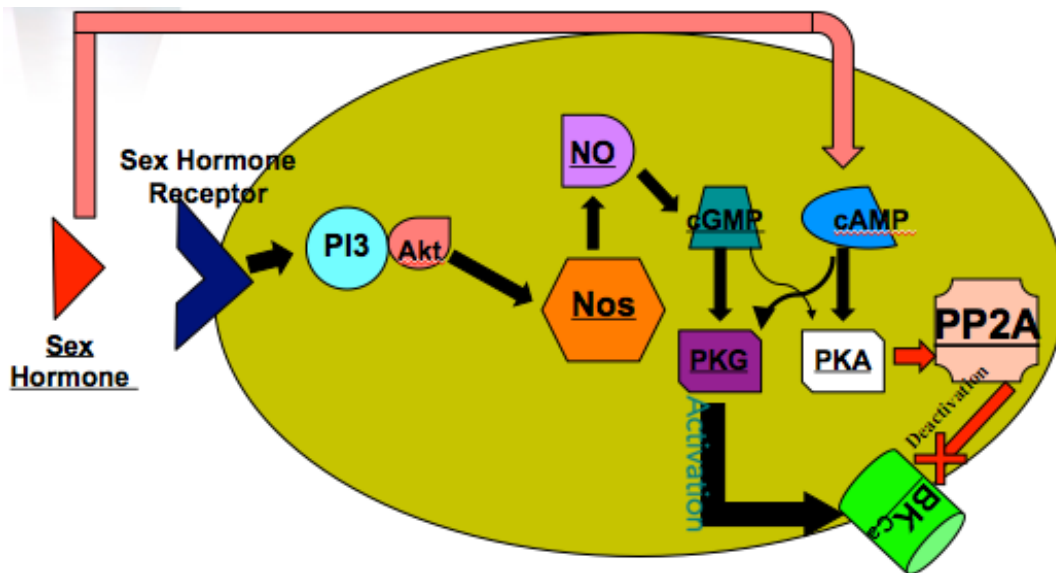 Sex Hormone
Receptor
Sex
Hormone
PI3
Akt
Nos
NO
cGMP
cAMP
PKG
PKA
PP2A
Activation
Deactivation
BKca